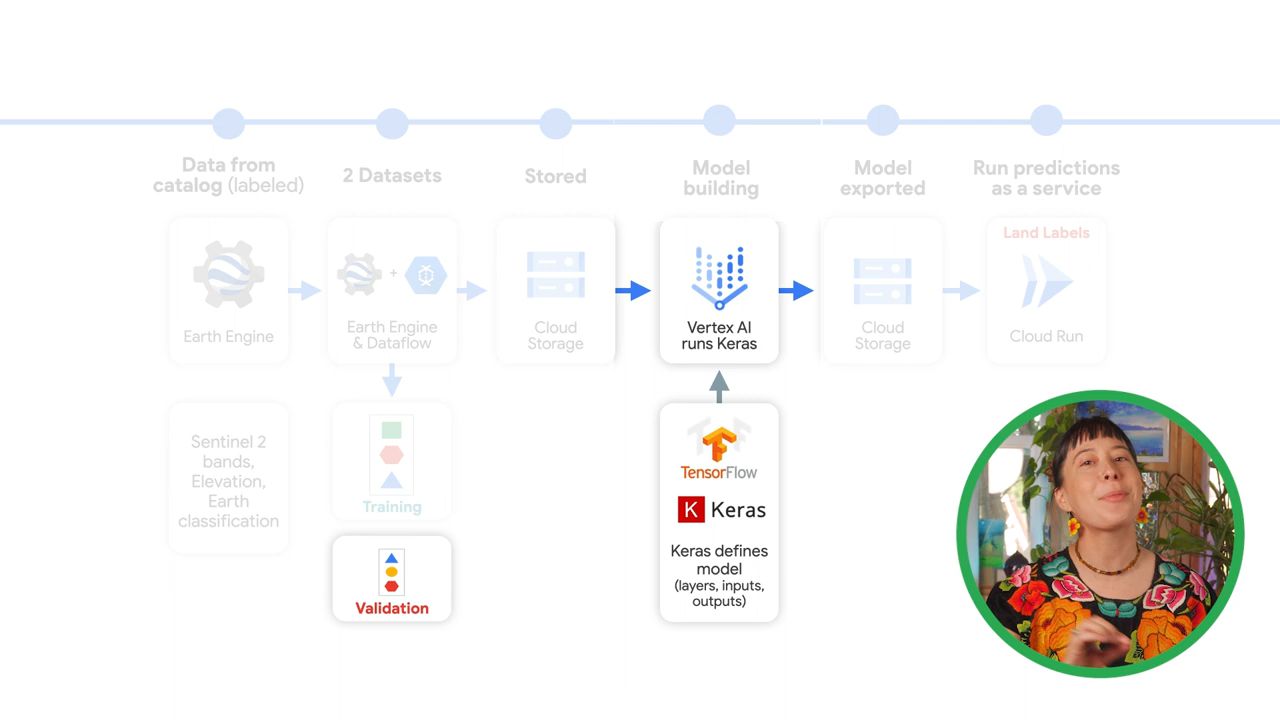 Data from
catalog (labeled)
2 Datasets
Stored
Model
building
Model
exported
Run predictions
as a service
Earth Engine
+
Earth Engine
& Dataflow
Cloud
Storage
Vertex AI
runs Keras
Cloud
Storage
Land Labels
Cloud Run
Sentinel 2
bands,
Elevation,
Earth
classification
Training
Validation
TensorFlow
K Keras
Keras defines
model
(layers, inputs,
outputs)